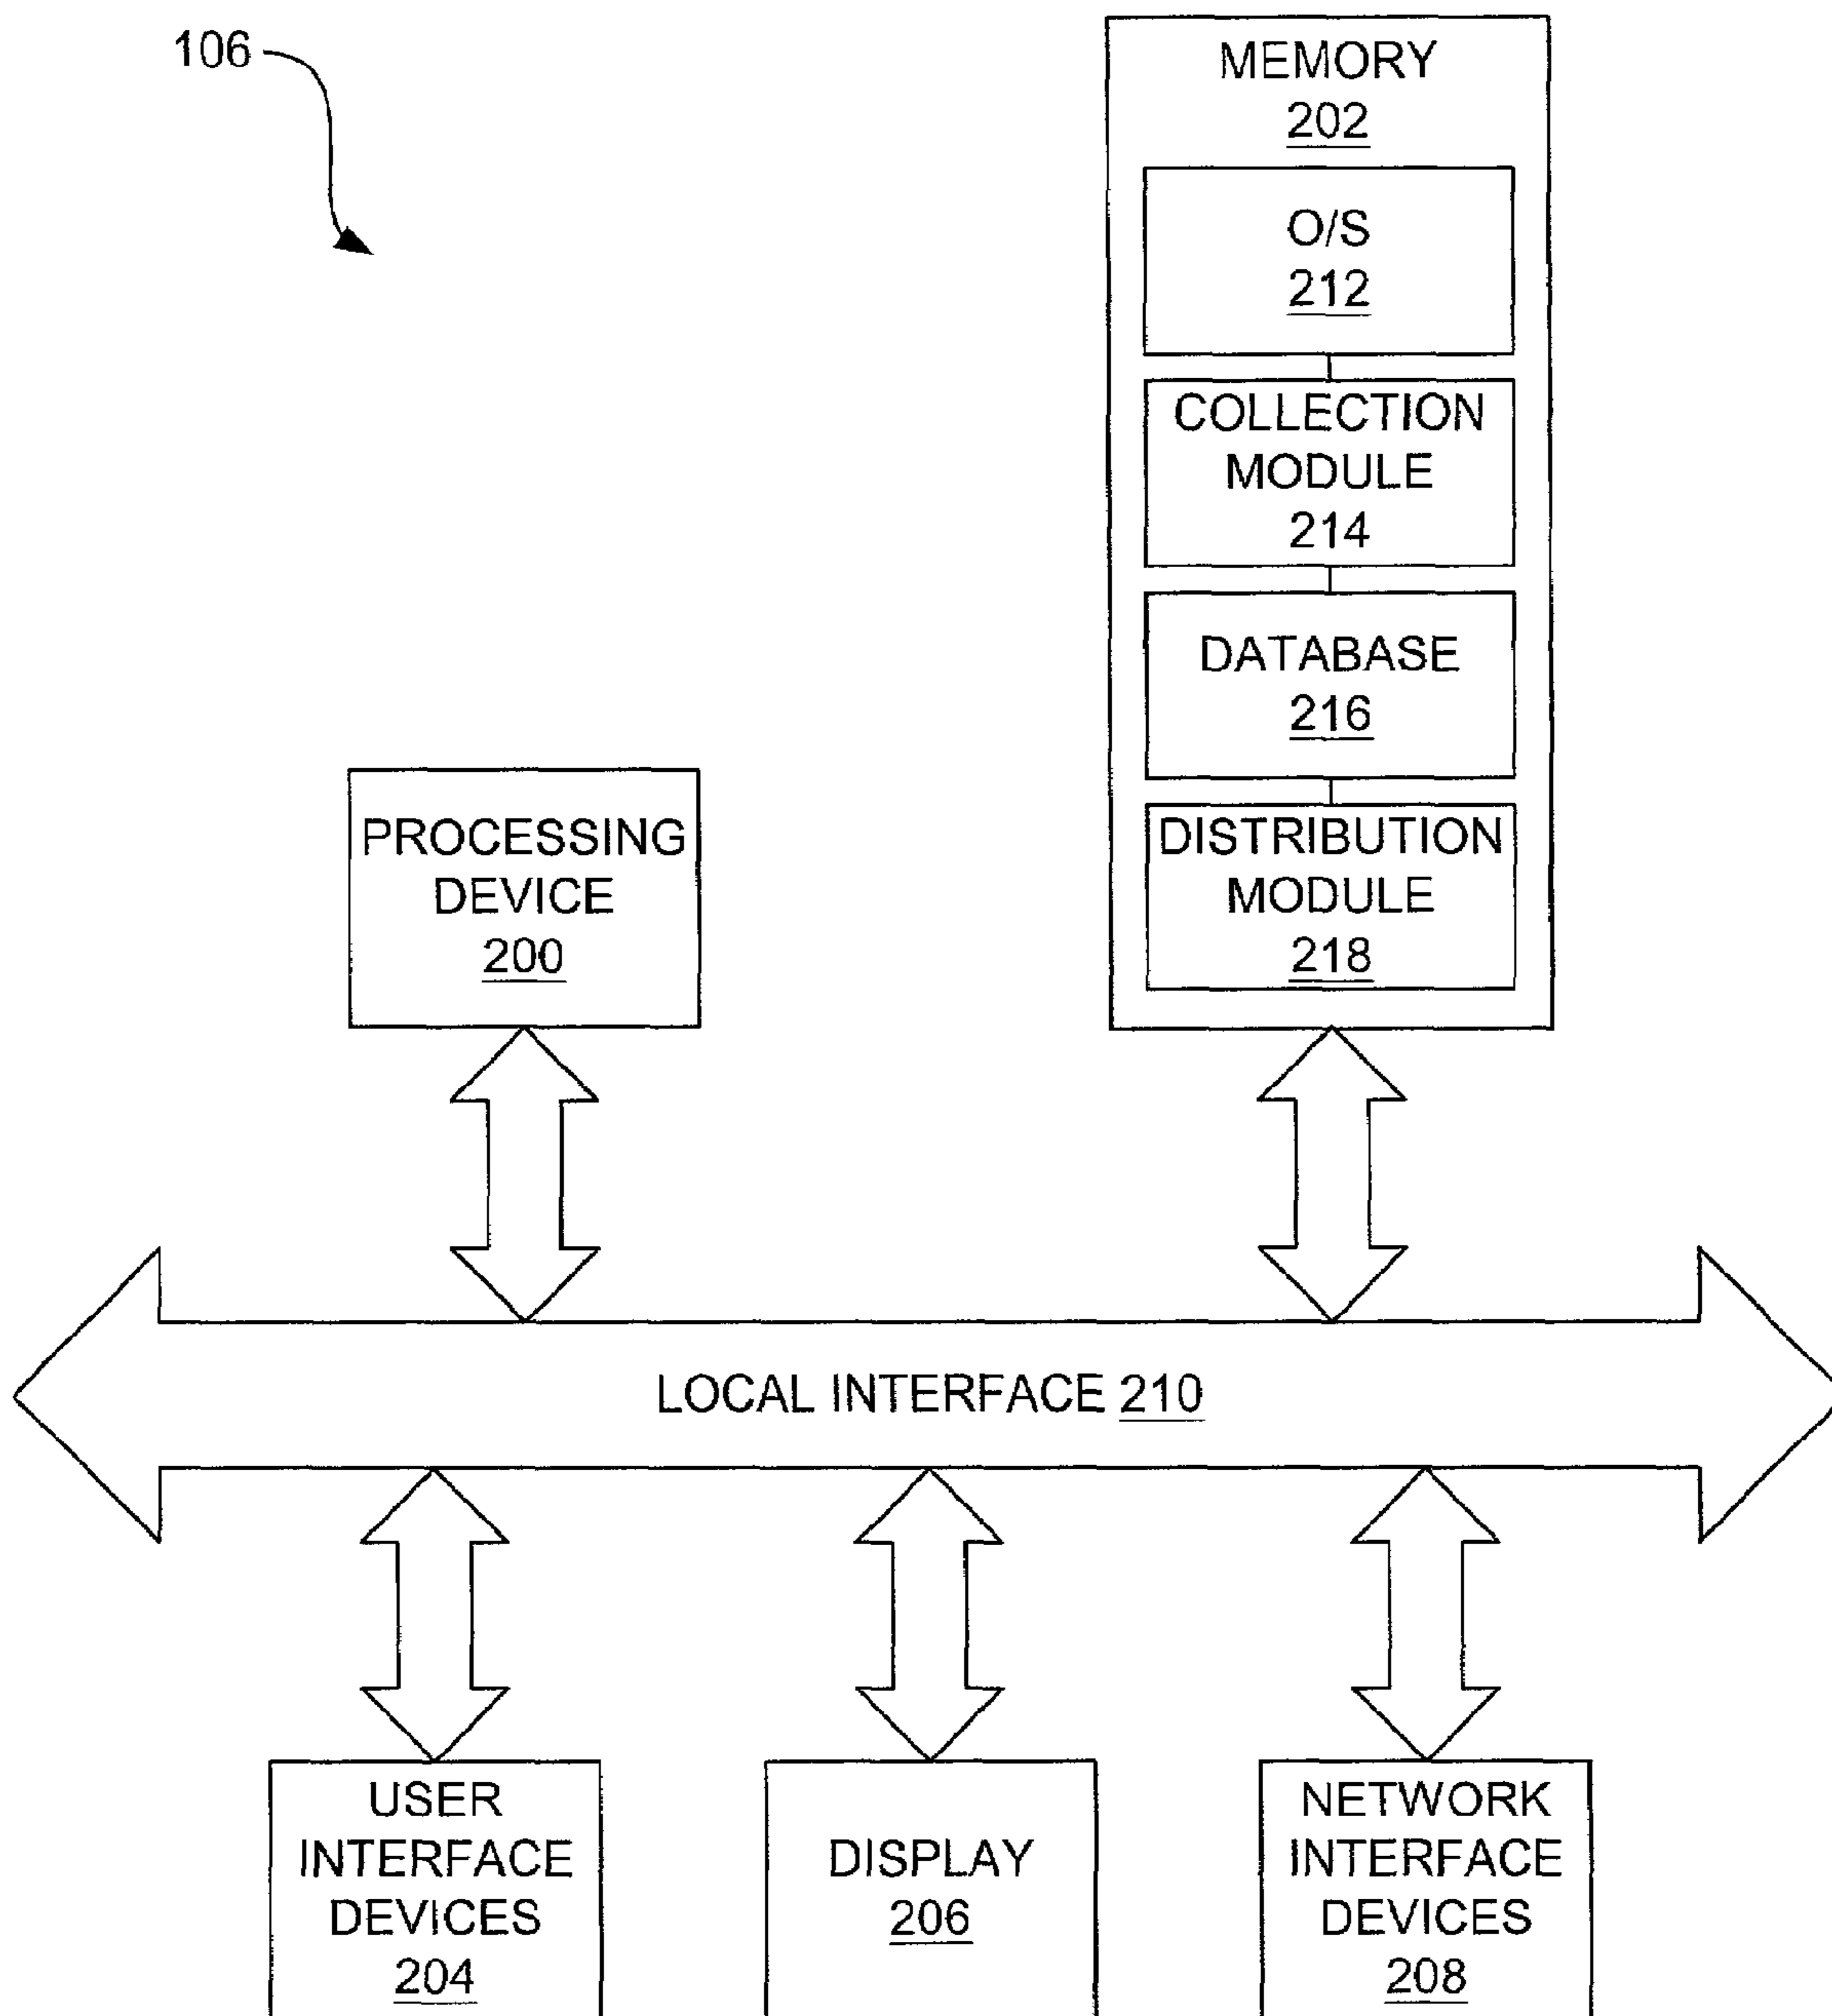 106
MEMORY
202
O/S
212
COLLECTION
MODULE
214
DATABASE
216
DISTRIBUTION
MODULE
218
PROCESSING
DEVICE
200
LOCAL INTERFACE 210
USER
INTERFACE
DEVICES
204
DISPLAY
206
NETWORK
INTERFACE
DEVICES
208